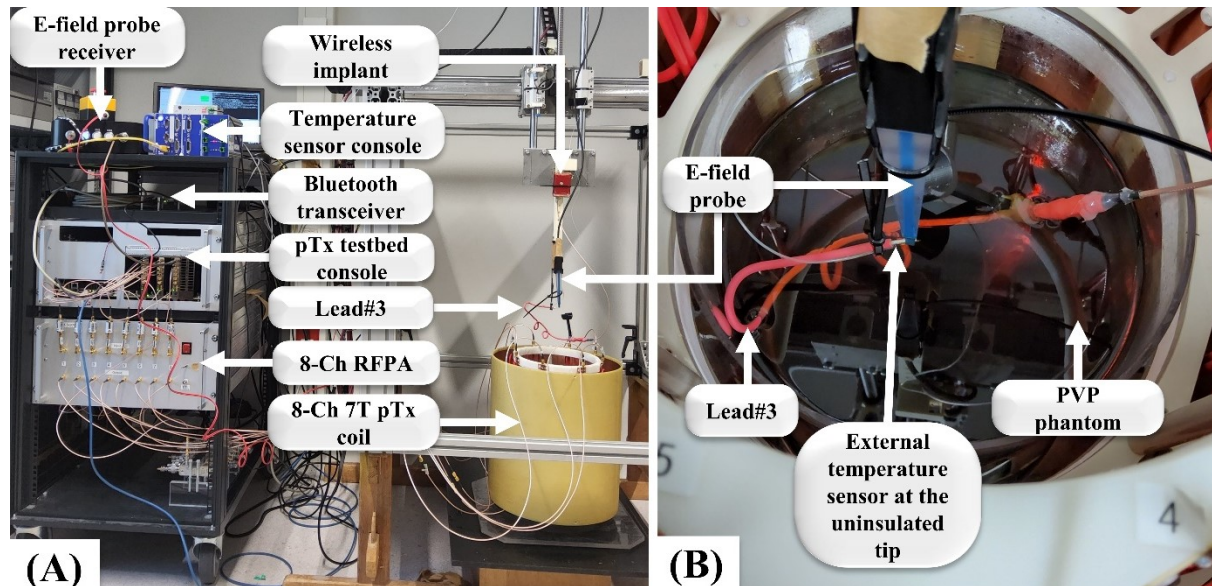 E-field probe
receiver
Wireless
implant
Temperature
sensor console
Bluetooth
transceiver
pTx testbed
console
Lead#3
8-Ch RFPA
8-Ch 7T pTx
coil
(A)
E-field
probe
Lead#3
External
temperature
sensor at the
uninsulated
tip
PVP
phantom
5
4
(B)